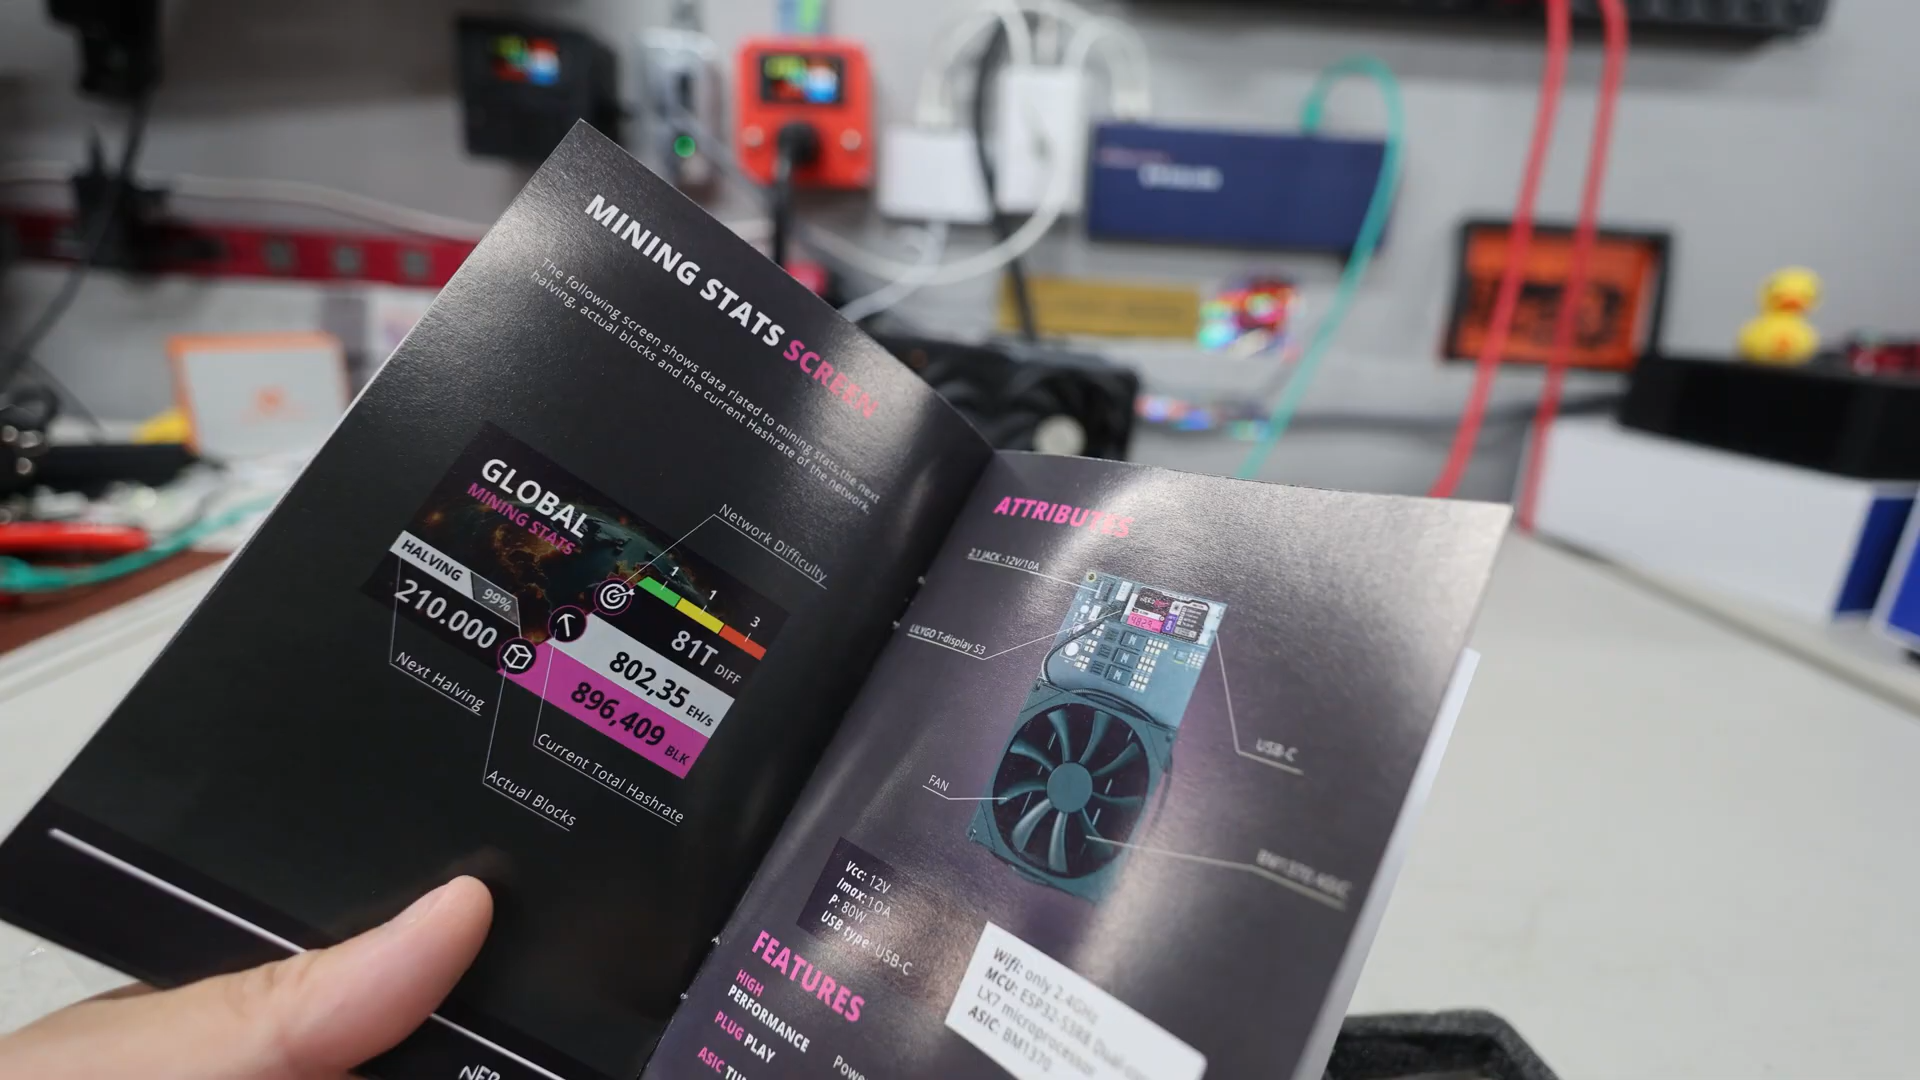 MINING STATS SCREEN
The following screen shows data rlated to mining stats,the next
halving, actual blocks and the current Hashrate of the network.
GLOBAL
MINING STATS
Network Difficulty
HALVING
99%
210.000
1
1
3
81T DIFF
802,35 EH/s
896,409 BLK
Next Halving
Current Total Hashrate
Actual Blocks
ATTRIBUTES
2.1 JACK -12V/10A
LILYGO T-display S3
USB-C
FAN
Vcc: 12V
Imax:10A
P: 80W
USB type: USB-C
Wifi: only 2.4GHz
MCU: ESP32-S3R8
LX7 microprocessor
ASIC: BM1370
FEATURES
HIGH
PERFORMANCE
PLUG PLAY
ASIC